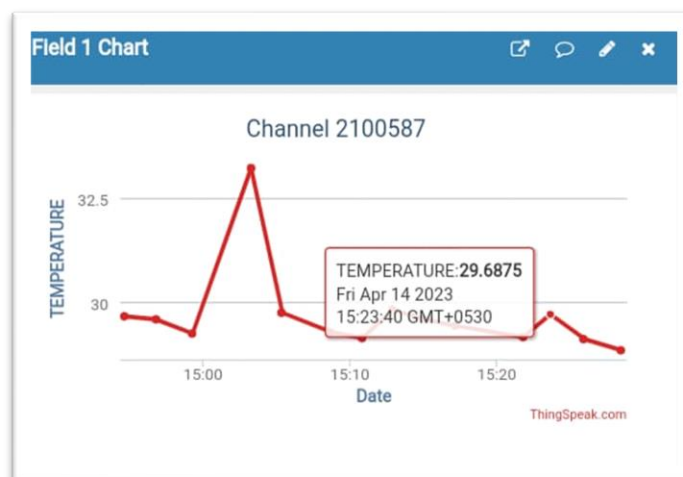 Field 1 Chart
Channel 2100587
TEMPERATURE
32.5
30
TEMPERATURE:29.6875
Fri Apr 14 2023
15:23:40 GMT+0530
15:00
15:10
15:20
Date
ThingSpeak.com